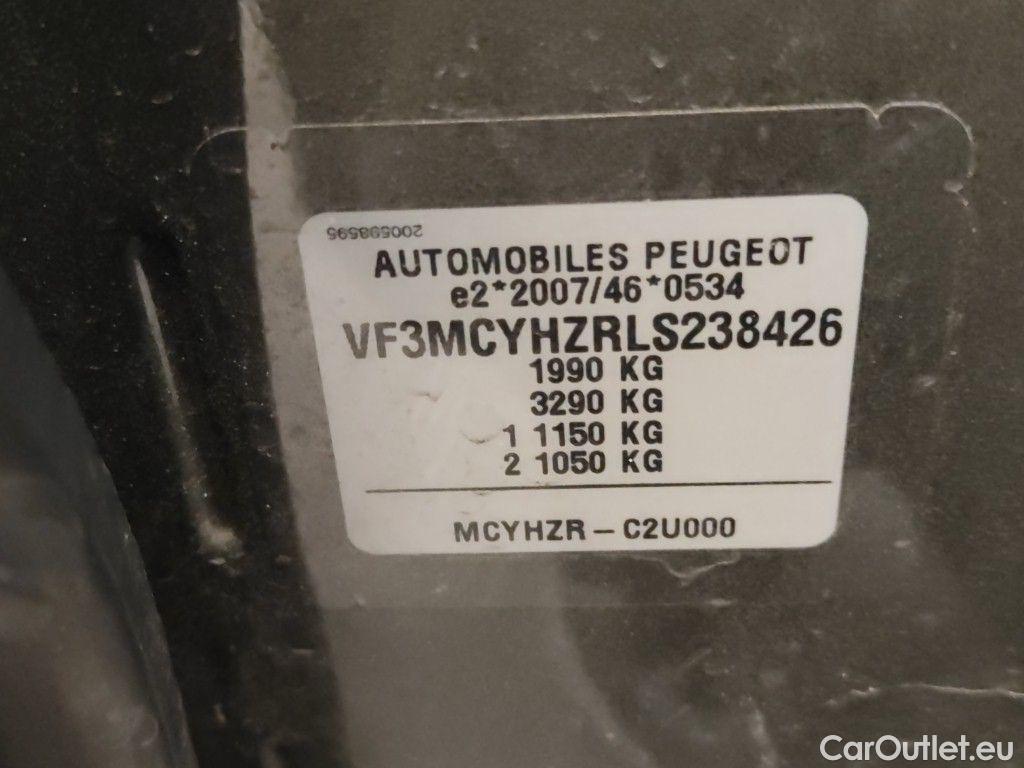 200598595
AUTOMOBILES PEUGEOT
e2*2007/46*0534
VF3MCYHZRLS238426
1990 KG
3290 KG
1 1150 KG
2 1050 KG
MCYHZR - C2U000
CarOutlet.eu